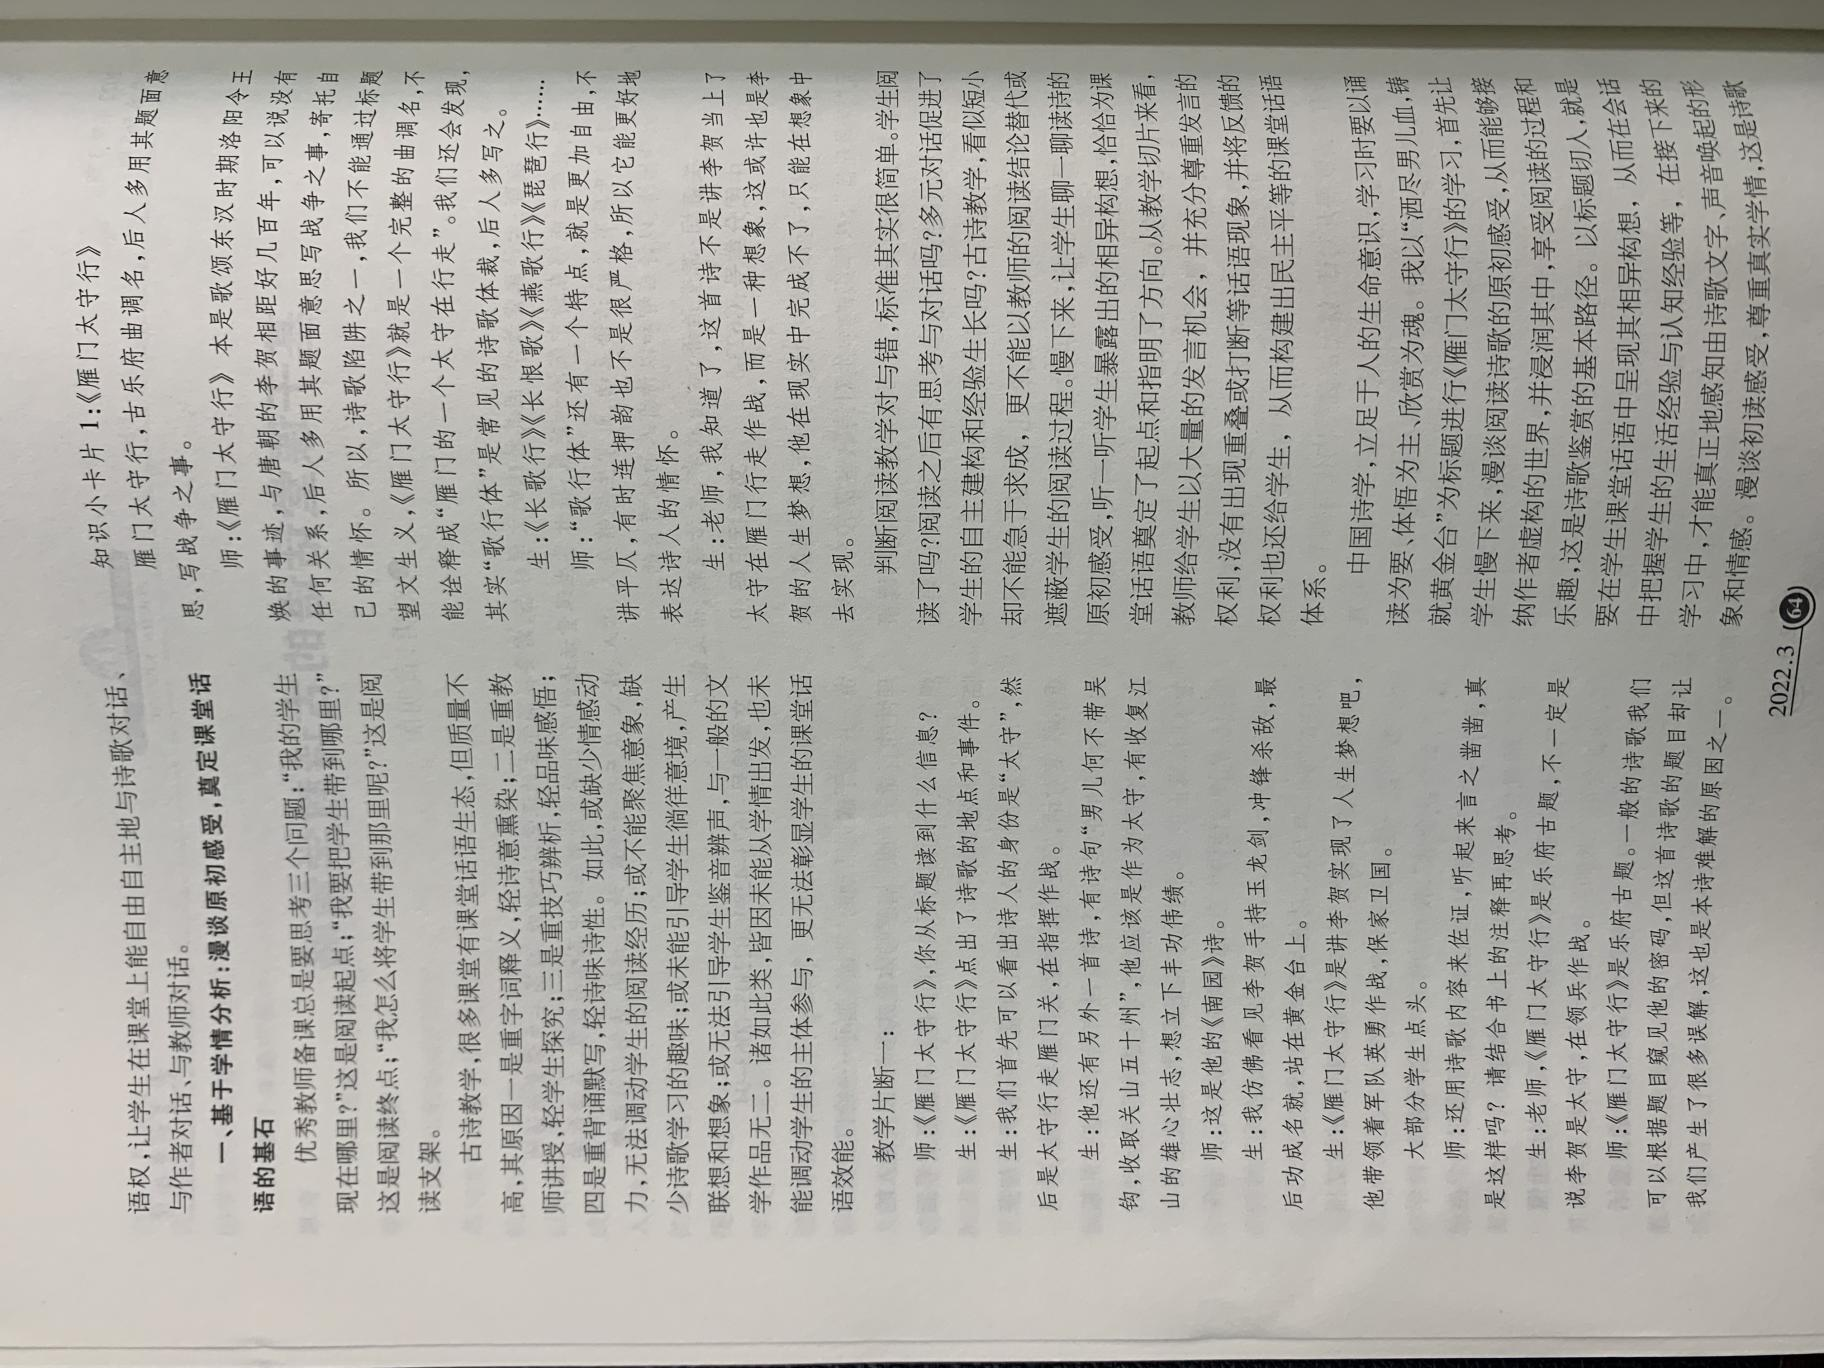 语权,让学生在课堂上能自由自主地与诗歌对话、
与作者对话、与教师对话。
一、基于学情分析:漫谈原初感受,奠定课堂话
语的基石
优秀教师备课总是要思考三个问题:“我的学生
现在哪里?”这是阅读起点;“我要把学生带到哪里?”
这是阅读终点;“我怎么将学生带到那里呢?”这是阅
读支架。
古诗教学,很多课堂有课堂话语生态,但质量不
高,其原因一是重字词释义,轻诗意熏染;二是重教
师讲授,轻学生探究;三是重技巧辨析,轻品味感悟;
四是重背诵默写,轻诗味诗性。如此,或缺少情感动
力,无法调动学生的阅读经历;或不能聚焦意象,缺
少诗歌学习的趣味;或未能引导学生徜徉意境,产生
联想和想象;或无法引导学生鉴音辨声,与一般的文
学作品无二。诸如此类,皆因未能从学情出发,也未
能调动学生的主体参与,更无法彰显学生的课堂话
语效能。
教学片断一:
师:《雁门太守行》,你从标题读到什么信息?
生:《雁门太守行》点出了诗歌的地点和事件。
生:我们首先可以看出诗人的身份是“太守”,然
后是太守行走雁门关,在指挥作战。
生:他还有另外一首诗,有诗句“男儿何不带吴
钩,收取关山五十州”,他应该是作为太守,有收复江
山的雄心壮志,想立下丰功伟绩。
师:这是他的《南园》诗。
生:我仿佛看见李贺手持玉龙剑,冲锋杀敌,最
后功成名就,站在黄金台上。
生:《雁门太守行》是讲李贺实现了人生梦想吧,
他带领着军队英勇作战,保家卫国。
大部分学生点头。
师:还用诗歌内容来佐证,听起来言之凿凿,真
是这样吗?请结合书上的注释再思考。
生:老师,《雁门太守行》是乐府古题,不一定是
说李贺是太守,在领兵作战。
师:《雁门太守行》是乐府古题。一般的诗歌我们
可以根据题目窥见他的密码,但这首诗歌的题目却让
我们产生了很多误解,这也是本诗难解的原因之一。
知识小卡片 1:《雁门太守行》
雁门太守行,古乐府曲调名,后人多用其题面意
思,写战争之事。
师:《雁门太守行》本是歌颂东汉时期洛阳令王
焕的事迹,与唐朝的李贺相距好几百年,可以说没有
任何关系,后人多用其题面意思写战争之事,寄托自
己的情怀。所以,诗歌陷阱之一,我们不能通过标题
望文生义,《雁门太守行》就是一个完整的曲调名,不
能诠释成“雁门的一个太守在行走”。我们还会发现,
其实“歌行体”是常见的诗歌体裁,后人多写之。
生:《长歌行》《长恨歌》《燕歌行》《琵琶行》……
师:“歌行体”还有一个特点,就是更加自由,不
讲平仄,有时连押韵也不是很严格,所以它能更好地
表达诗人的情怀。
生:老师,我知道了,这首诗不是讲李贺当上了
太守在雁门行走作战,而是一种想象,这或许也是李
贺的人生梦想,他在现实中完成不了,只能在想象中
去实现。
判断阅读教学对与错,标准其实很简单。学生阅
读了吗?阅读之后有思考与对话吗?多元对话促进了
学生的自主建构和经验生长吗?古诗教学,看似短小
却不能急于求成,更不能以教师的阅读结论替代或
遮蔽学生的阅读过程。慢下来,让学生聊一聊读诗的
原初感受,听一听学生暴露出的相异构想,恰恰为课
堂话语奠定了起点和指明了方向。从教学切片来看,
教师给学生以大量的发言机会,并充分尊重发言的
权利,没有出现重叠或打断等话语现象,并将反馈的
权利也还给学生,从而构建出民主平等的课堂话语
体系。
中国诗学,立足于人的生命意识,学习时要以诵
读为要、体悟为主、欣赏为魂。我以“洒尽男儿血,铸
就黄金台”为标题进行《雁门太守行》的学习,首先让
学生慢下来,漫谈阅读诗歌的原初感受,从而能够接
纳作者虚构的世界,并浸润其中,享受阅读的过程和
乐趣,这是诗歌鉴赏的基本路径。以标题切入,就是
要在学生课堂话语中呈现其相异构想,从而在会话
中把握学生的生活经验与认知经验等,在接下来的
学习中,才能真正地感知由诗歌文字、声音唤起的形
象和情感。漫谈初读感受,尊重真实学情,这是诗歌
2022.3 64